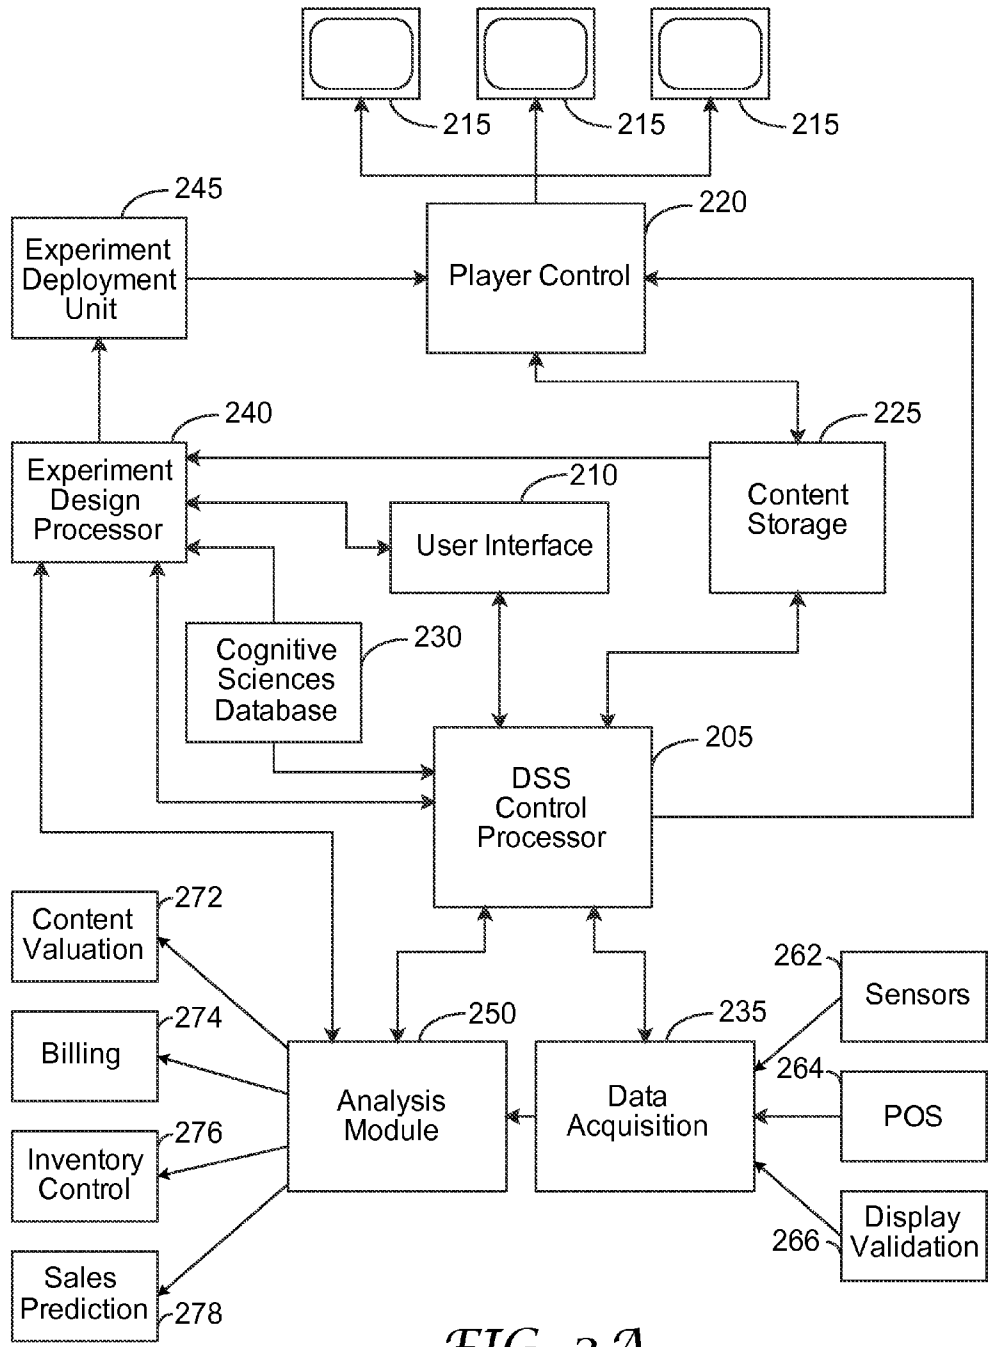 215
215
215
245
220
Experiment
Deployment
Unit
Player Control
240
225
Experiment
Design
Processor
210
Content
Storage
User Interface
230
Cognitive
Sciences
Database
205
DSS
Control
Processor
272
Content
Valuation
262
Sensors
274
Billing
250
235
264
Analysis
Module
Data
Acquisition
POS
276
Inventory
Control
266
Display
Validation
Sales
Prediction
278
FIG. 2A